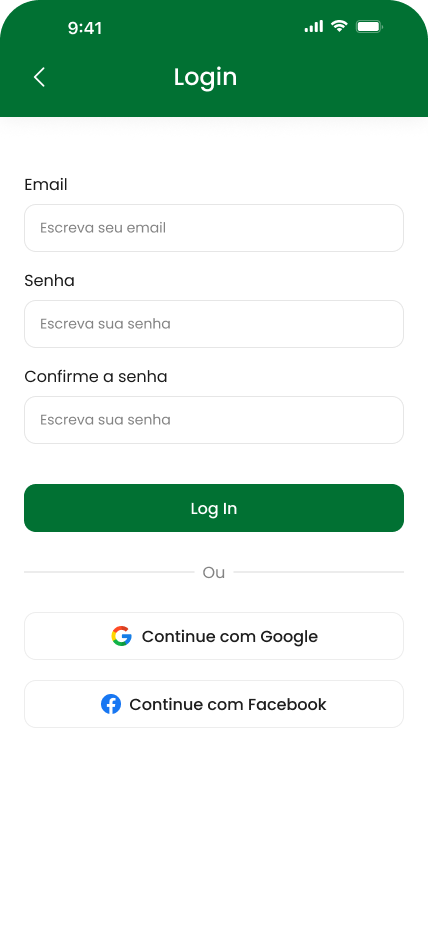 9:41
Login
Email
Escreva seu email
Senha
Escreva sua senha
Confirme a senha
Escreva sua senha
Log In
Ou
Continue com Google
Continue com Facebook